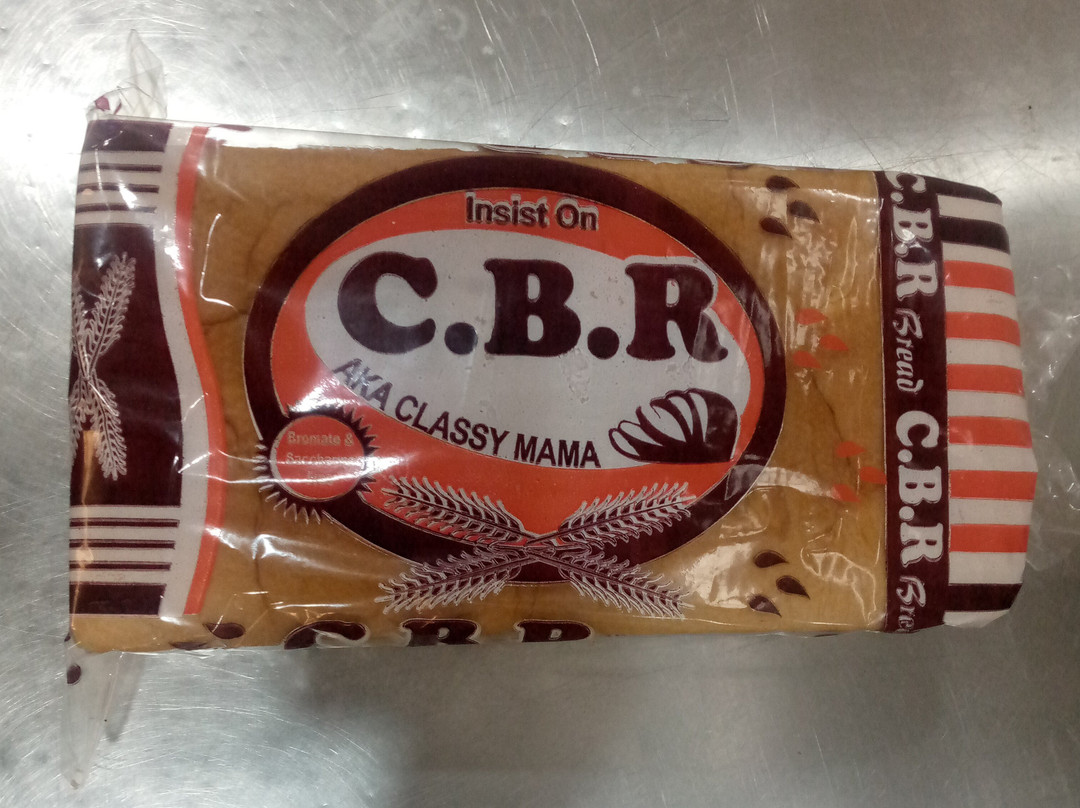 Insist On
C.B.R
AKA CLASSY MAMA
Bromate &
C.B.R Bread C.B.R
C B R